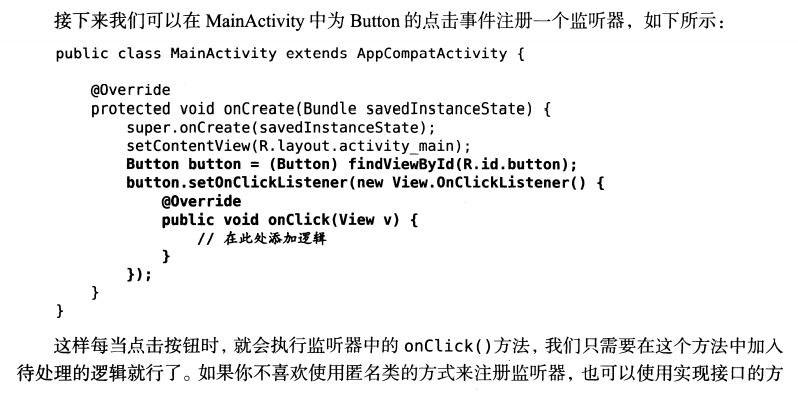 接下来我们可以在 MainActivity 中为 Button 的点击事件注册一个监听器，如下所示：
public class MainActivity extends AppCompatActivity {
    @Override
    protected void onCreate(Bundle savedInstanceState) {
        super.onCreate(savedInstanceState);
        setContentView(R.layout.activity_main);
        Button button = (Button) findViewById(R.id.button);
        button.setOnClickListener(new View.OnClickListener() {
            @Override
            public void onClick(View v) {
                // 在此处添加逻辑
            }
        });
    }
}
这样每当点击按钮时，就会执行监听器中的 onClick()方法，我们只需要在这个方法中加入
待处理的逻辑就行了。如果你不喜欢使用匿名类的方式来注册监听器，也可以使用实现接口的方